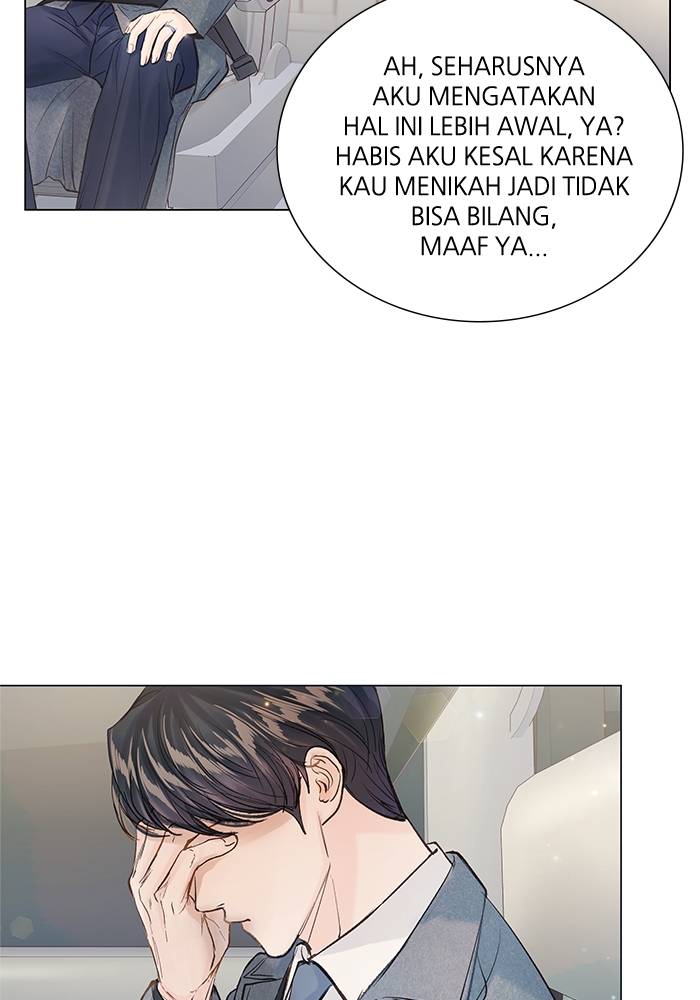 AH, SEHARUSNYA
AKU MENGATAKAN
HAL INI LEBIH AWAL, YA?
HABIS AKU KESAL KARENA
KAU MENIKAH JADI TIDAK
BISA BILANG,
MAAF YA...